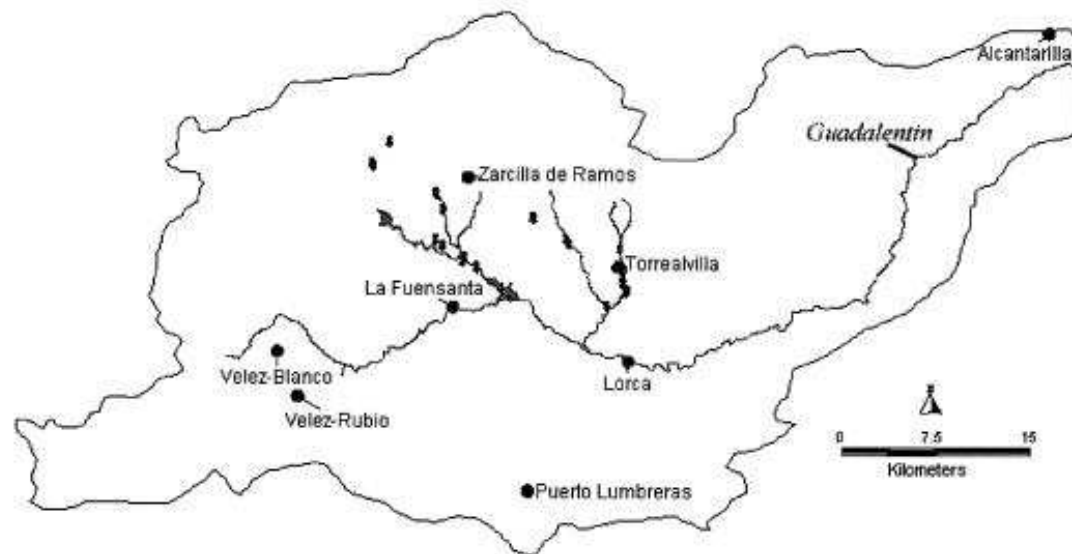 Alcantarilla
Guadalentin
Zarcilla de Ramos
Torrealvilla
La Fuensanta
Velez-Blanco
Lorca
Velez-Rubio
0 7.5 15
Kilometers
Puerto Lumbreras